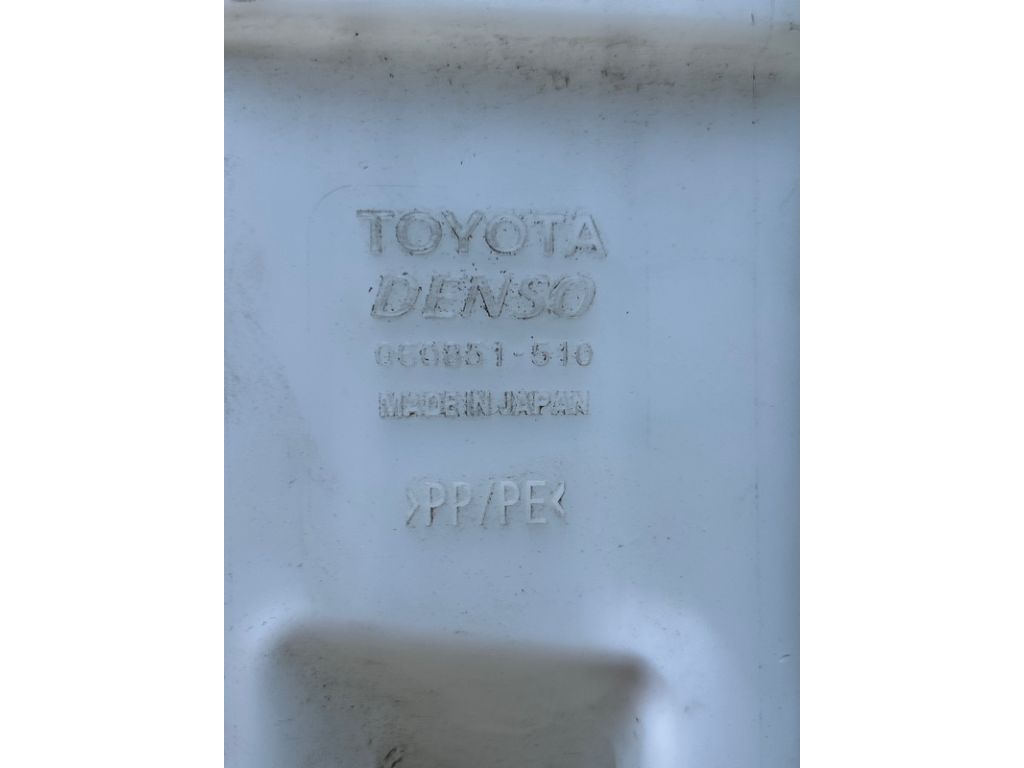 TOYOTA
DENSO
060851-510
MADE IN JAPAN
>PP/PE<